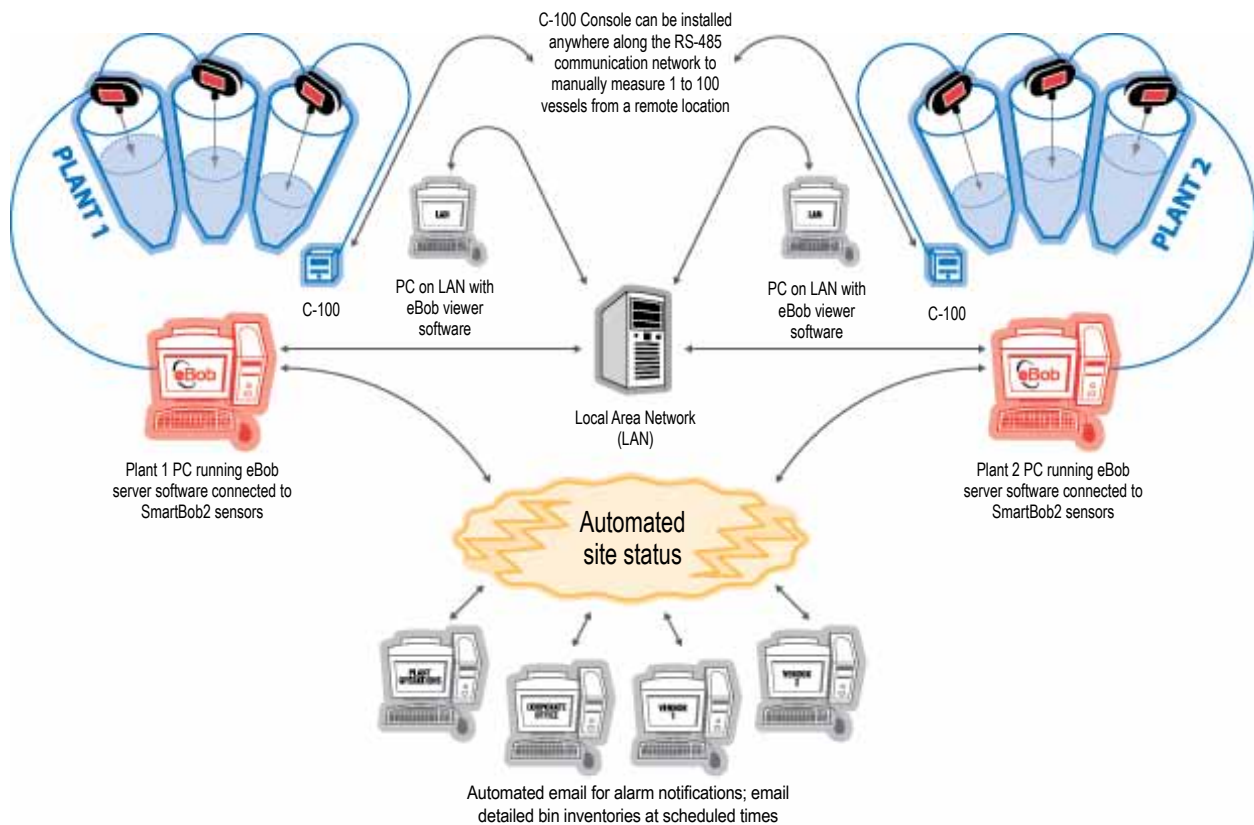 C-100 Console can be installed
anywhere along the RS-485
communication network to
manually measure 1 to 100
vessels from a remote location
PLANT 1
PLANT 2
LAN
LAN
PC on LAN with
eBob viewer
software
PC on LAN with
eBob viewer
software
C-100
C-100
eBob
eBob
Local Area Network
(LAN)
Plant 1 PC running eBob
server software connected to
SmartBob2 sensors
Plant 2 PC running eBob
server software connected to
SmartBob2 sensors
Automated
site status
PLANT
OPERATIONS
CORPORATE
OFFICE
VENDOR
1
VENDOR
2
Automated email for alarm notifications; email
detailed bin inventories at scheduled times